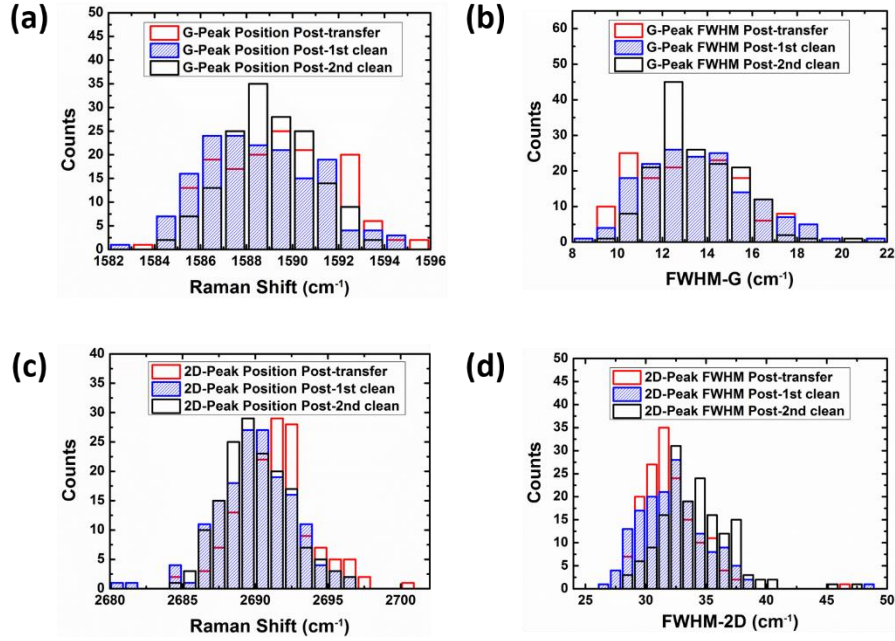 (a)
G-Peak Position Post-transfer
G-Peak Position Post-1st clean
G-Peak Position Post-2nd clean
50
45
40
35
30
25
20
15
10
5
0
Counts
1582 1584 1586 1588 1590 1592 1594 1596
Raman Shift (cm⁻¹)
(b)
G-Peak FWHM Post-transfer
G-Peak FWHM Post-1st clean
G-Peak FWHM Post-2nd clean
60
50
40
30
20
10
0
Counts
8 10 12 14 16 18 20 22
FWHM-G (cm⁻¹)
(c)
2D-Peak Position Post-transfer
2D-Peak Position Post-1st clean
2D-Peak Position Post-2nd clean
40
35
30
25
20
15
10
5
0
Counts
2680 2685 2690 2695 2700
Raman Shift (cm⁻¹)
(d)
2D-Peak FWHM Post-transfer
2D-Peak FWHM Post-1st clean
2D-Peak FWHM Post-2nd clean
50
45
40
35
30
25
20
15
10
5
0
Counts
25 30 35 40 45 50
FWHM-2D (cm⁻¹)